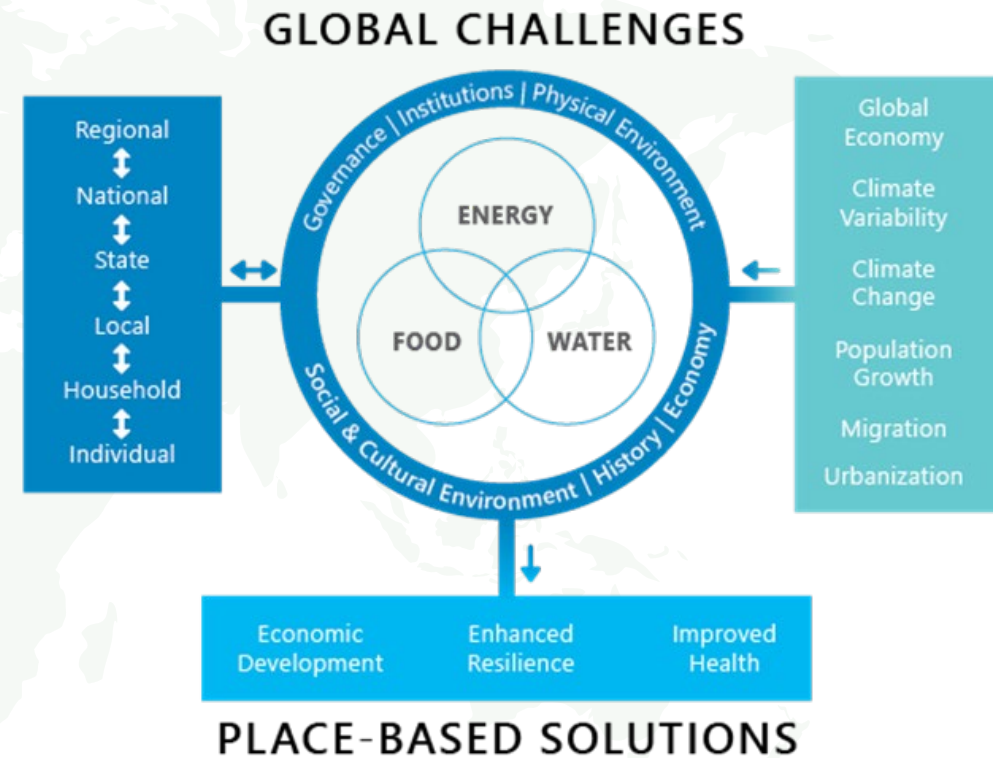 GLOBAL CHALLENGES
Regional
National
State
Local
Household
Individual
Governance | Institutions | Physical Environment
ENERGY
FOOD
WATER
Social & Cultural Environment | History | Economy
Global
Economy
Climate
Variability
Climate
Change
Population
Growth
Migration
Urbanization
Economic
Development
Enhanced
Resilience
Improved
Health
PLACE-BASED SOLUTIONS